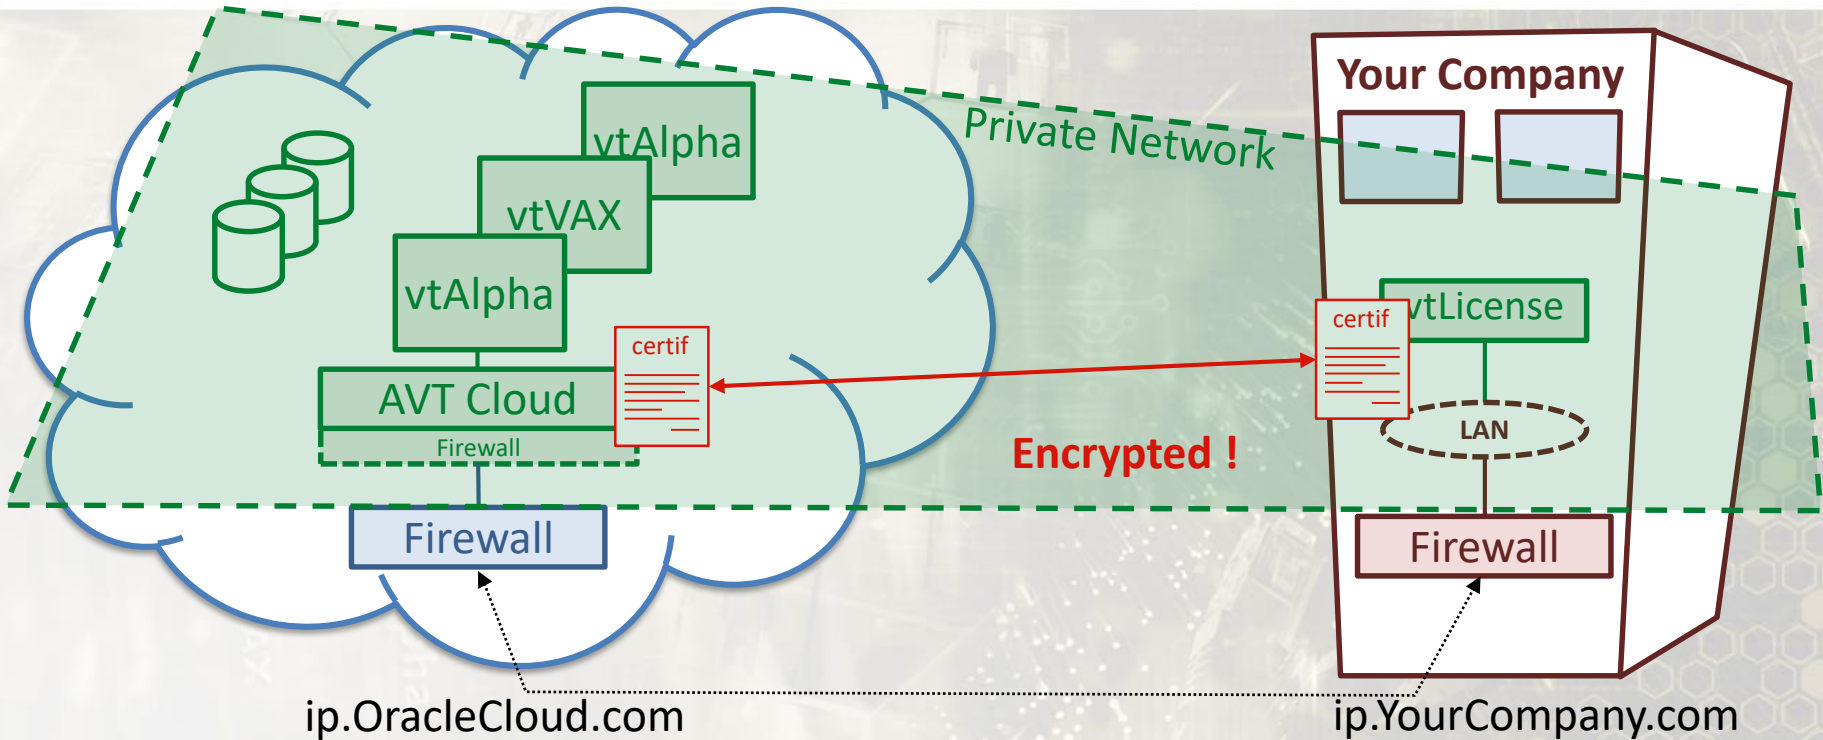 Your Company
Private Network
vtAlpha
vtVAX
vtAlpha
certif
AVT Cloud
Firewall
Firewall
Encrypted !
certif
vtLicense
LAN
Firewall
ip.OracleCloud.com
ip.YourCompany.com